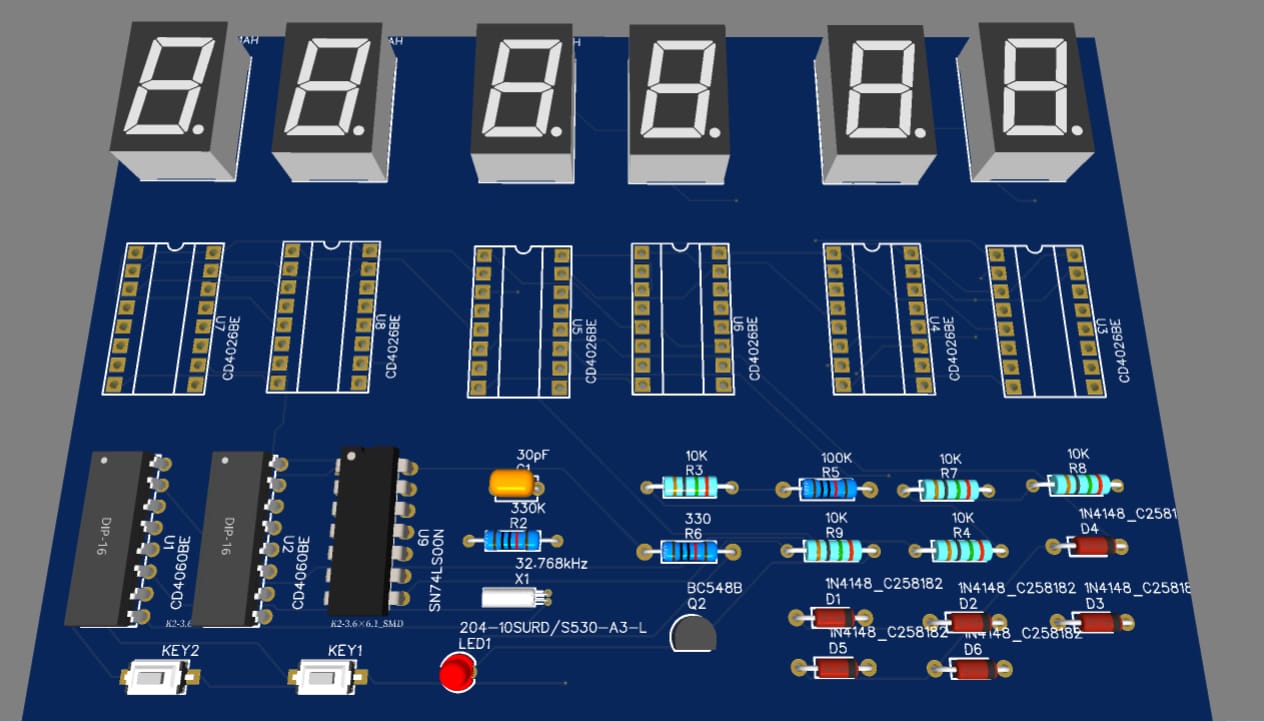 HAY
AH
H
U7
CD4026BE
U8
CD4026BE
U5
CD4026BE
U6
CD4026BE
U4
CD4026BE
U3
CD4026BE
DIP-16
U1
CD4060BE
DIP-16
U2
CD4060BE
U9
SN74LS00N
30pF
C1
330K
R2
32.768kHz
X1
10K
R3
100K
R5
10K
R7
10K
R8
330
R6
10K
R9
10K
R4
1N4148_C2581
D4
BC548B
Q2
1N4148_C258182
D1
1N4148_C258182
D2
1N4148_C25818
D3
1N4148_C258182
D5
1N4148_C258182
D6
K2-3.6
K2-3.6×6.1_SMD
KEY2
KEY1
204-10SURD/S530-A3-L
LED1